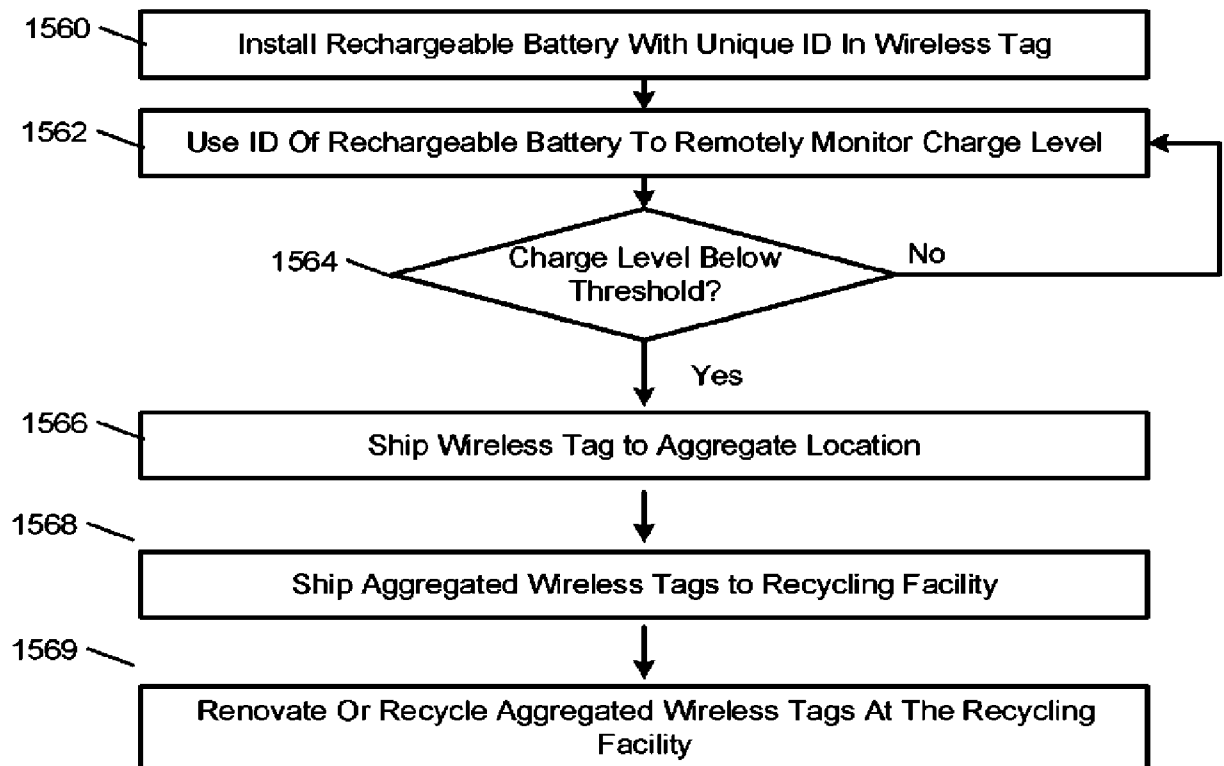 1560
Install Rechargeable Battery With Unique ID In Wireless Tag
1562
Use ID Of Rechargeable Battery To Remotely Monitor Charge Level
1564
Charge Level Below
Threshold?
No
Yes
1566
Ship Wireless Tag to Aggregate Location
1568
Ship Aggregated Wireless Tags to Recycling Facility
1569
Renovate Or Recycle Aggregated Wireless Tags At The Recycling
Facility